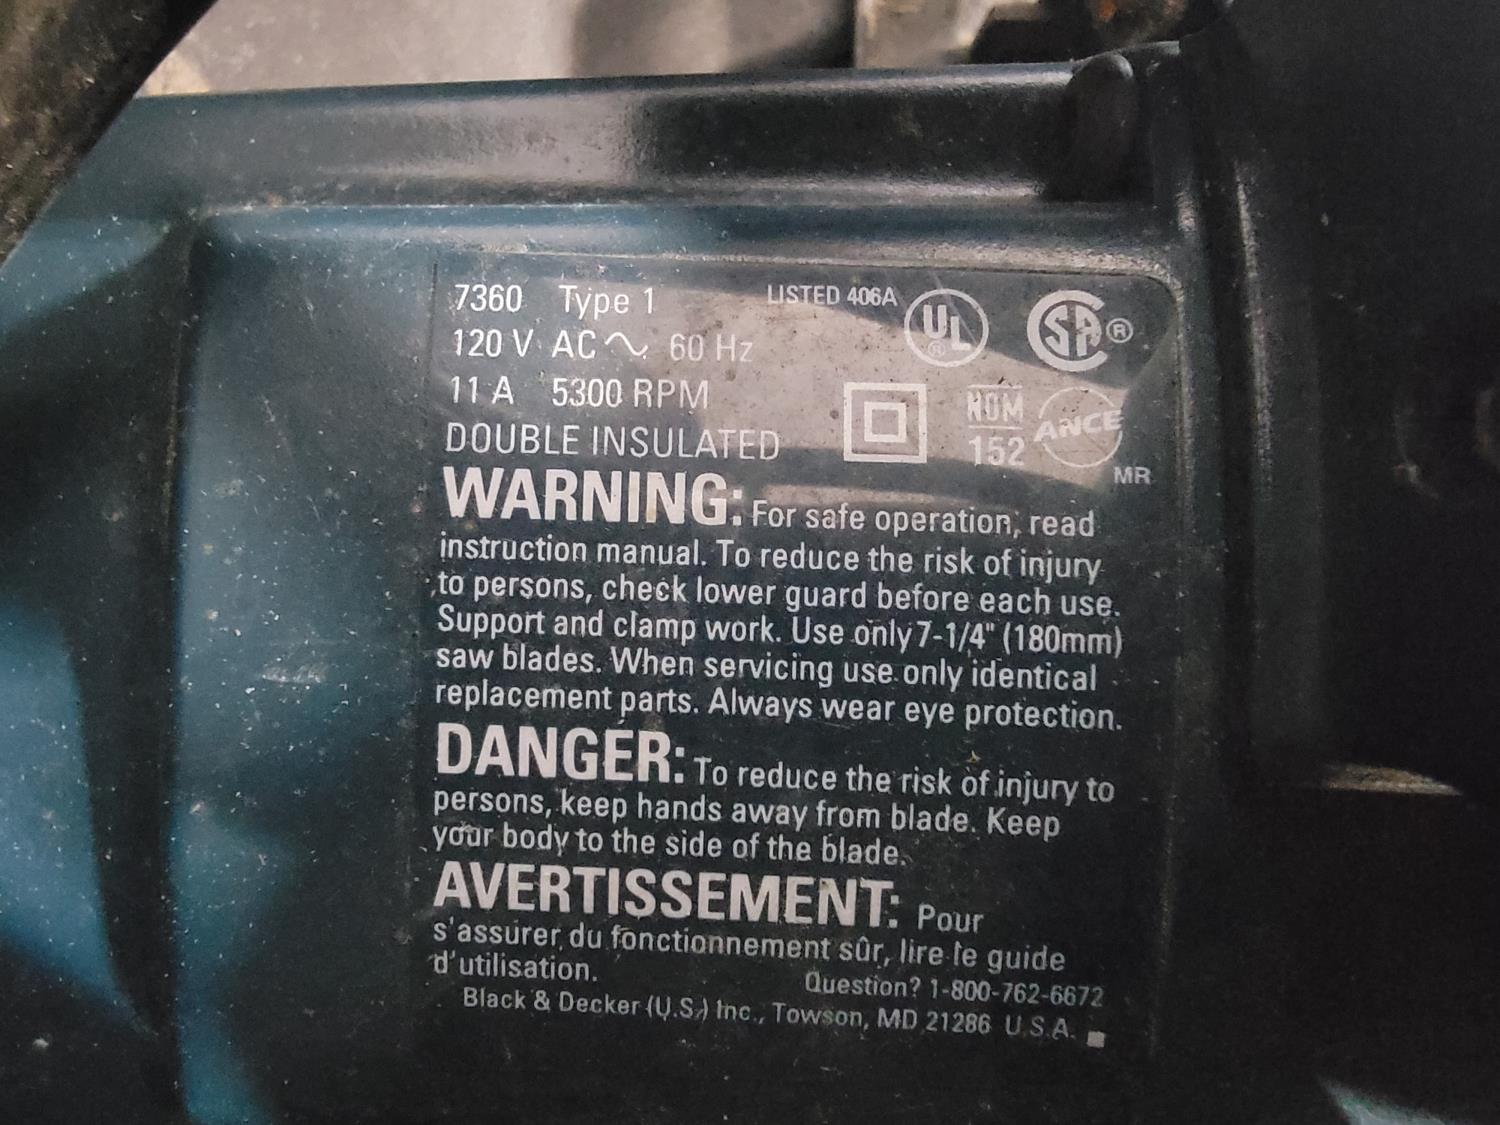 7360 Type 1 LISTED 406A UL® SA®
120 V AC ∿ 60 Hz
11 A 5300 RPM NOM ANCE
DOUBLE INSULATED 152 MR
WARNING: For safe operation, read
instruction manual. To reduce the risk of injury
to persons, check lower guard before each use.
Support and clamp work. Use only 7-1/4" (180mm)
saw blades. When servicing use only identical
replacement parts. Always wear eye protection.
DANGER: To reduce the risk of injury to
persons, keep hands away from blade. Keep
your body to the side of the blade.
AVERTISSEMENT: Pour
s'assurer du fonctionnement sûr, lire le guide
d'utilisation.
Question? 1-800-762-6672
Black & Decker (U.S.) Inc., Towson, MD 21286 U.S.A.